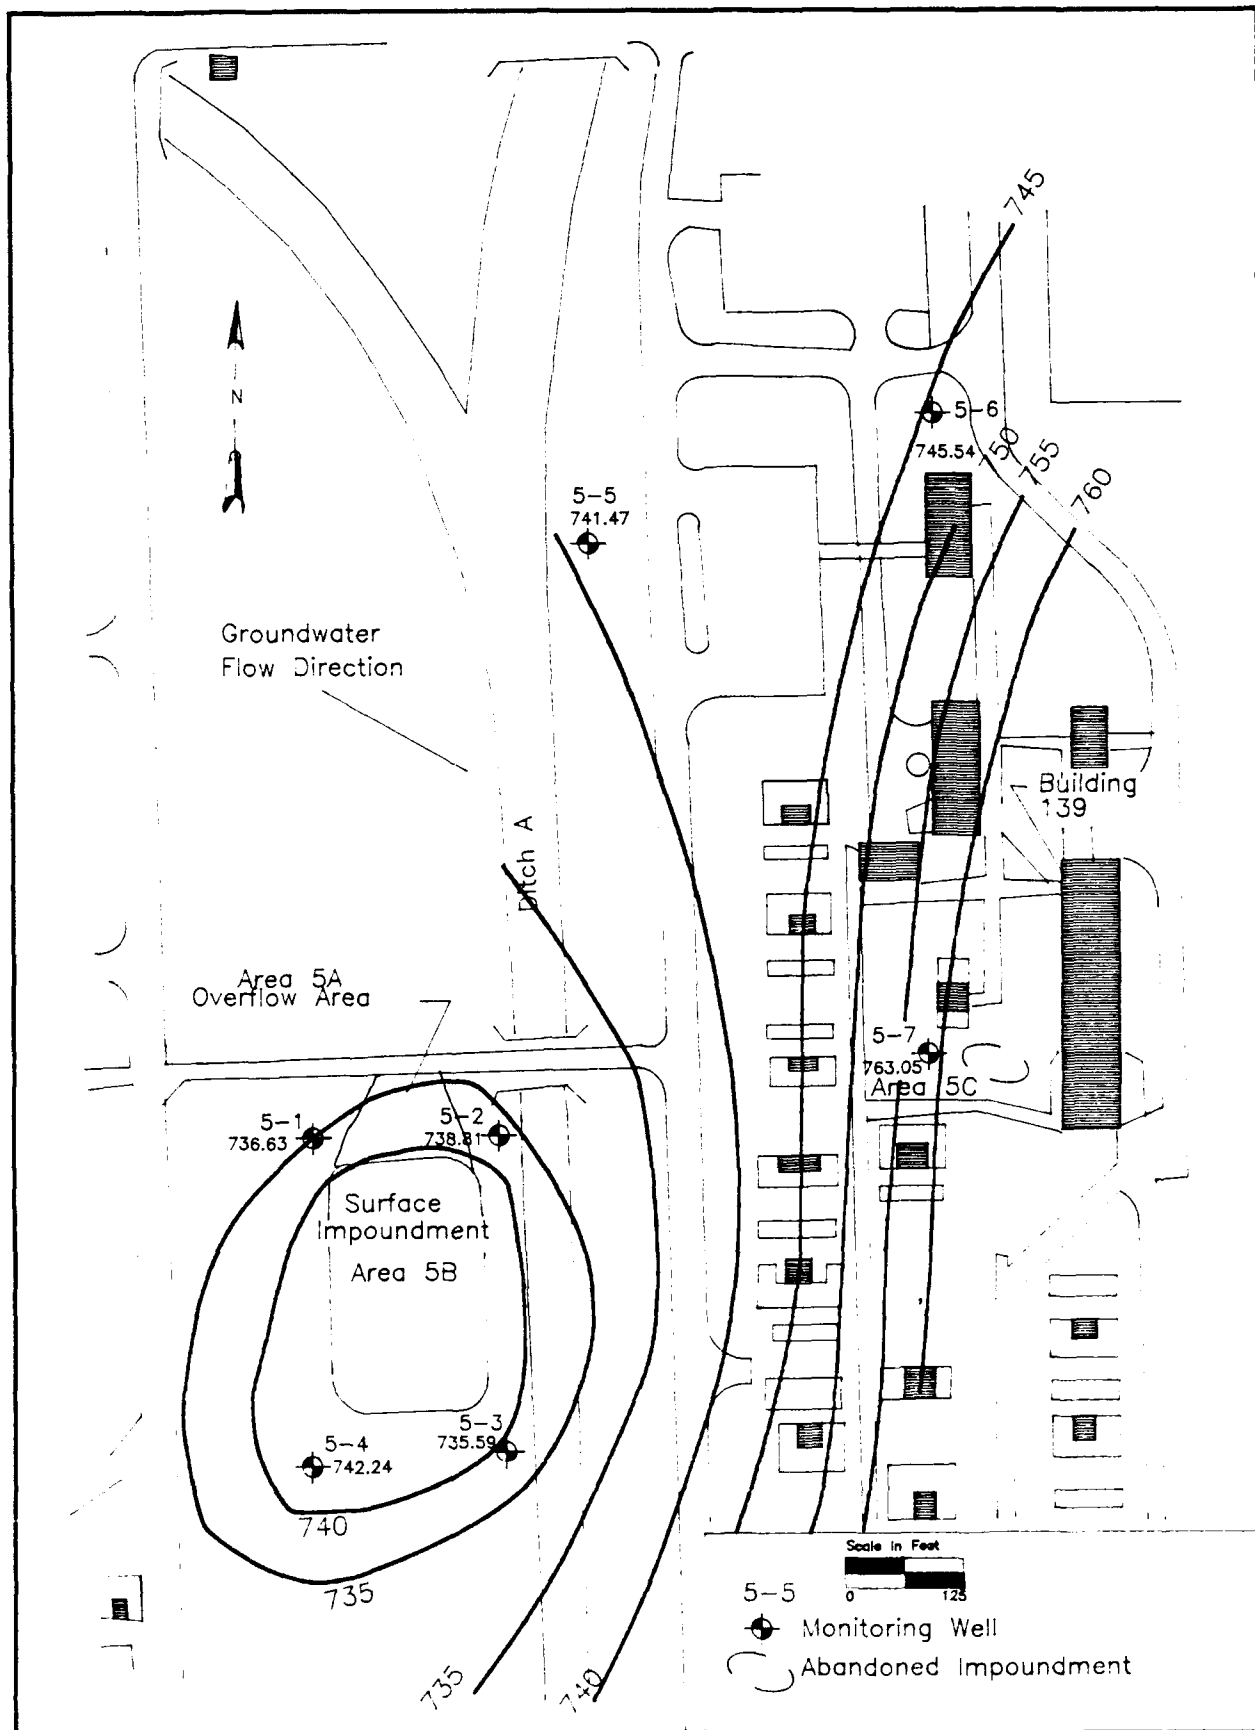 745
N
5-6
745.54
750
755
760
5-5
741.47
Groundwater
Flow Direction
Building
139
Ditch A
Area 5A
Overflow Area
5-7
763.05
Area 5C
5-1
736.63
5-2
738.81
Surface
Impoundment
Area 5B
5-3
735.59
5-4
742.24
740
735
Scale In Feet
0 125
5-5
Monitoring Well
Abandoned Impoundment
735
740